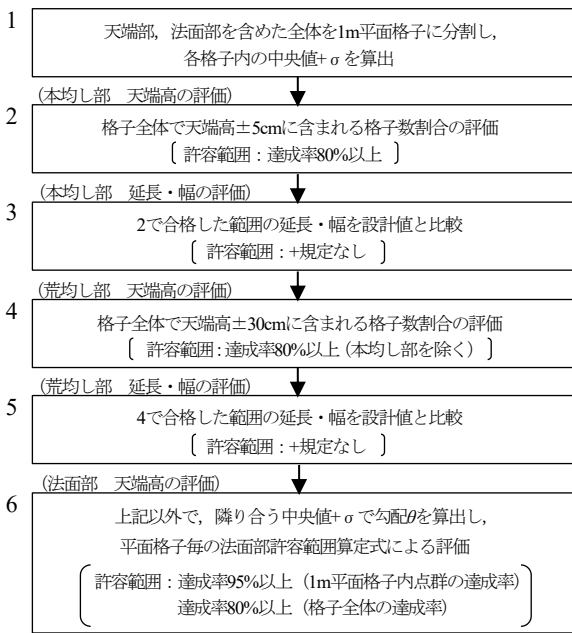 1
天端部，法面部を含めた全体を1m平面格子に分割し，
各格子内の中央値+σを算出
(本均し部　天端高の評価)
2
格子全体で天端高±5cmに含まれる格子数割合の評価
〔 許容範囲：達成率80%以上 〕
(本均し部　延長・幅の評価)
3
2で合格した範囲の延長・幅を設計値と比較
〔 許容範囲：+規定なし 〕
(荒均し部　天端高の評価)
4
格子全体で天端高±30cmに含まれる格子数割合の評価
〔 許容範囲：達成率80%以上（本均し部を除く）〕
(荒均し部　延長・幅の評価)
5
4で合格した範囲の延長・幅を設計値と比較
〔 許容範囲：+規定なし 〕
(法面部　天端高の評価)
6
上記以外で，隣り合う中央値+σで勾配θを算出し，
平面格子毎の法面部許容範囲算定式による評価
許容範囲：達成率95%以上（1m平面格子内点群の達成率）
達成率80%以上（格子全体の達成率）